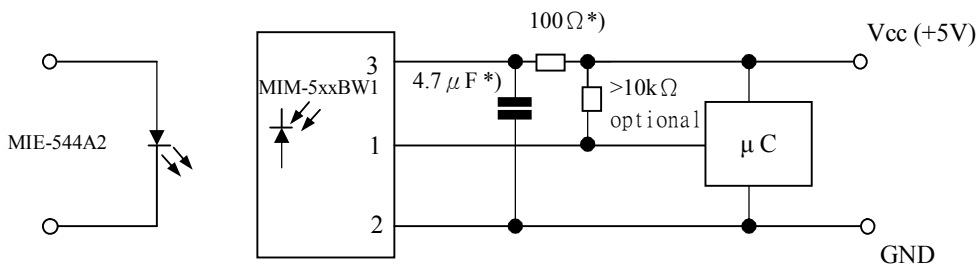 100Ω*)
Vcc (+5V)
3
4.7μF*)
>10kΩ
optional
MIM-5xxBW1
MIE-544A2
1
μC
2
GND